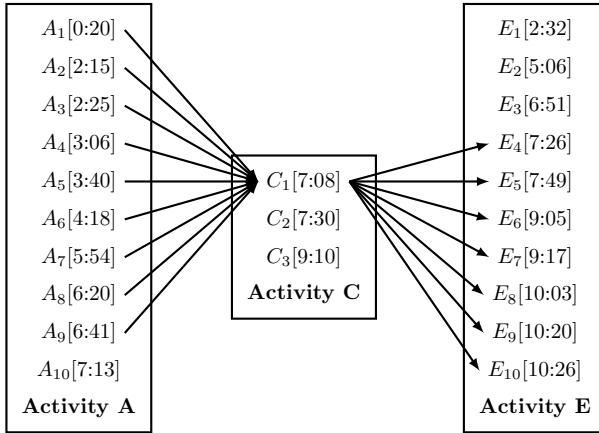 A1[0:20]
A2[2:15]
A3[2:25]
A4[3:06]
A5[3:40]
A6[4:18]
A7[5:54]
A8[6:20]
A9[6:41]
A10[7:13]
Activity A
C1[7:08]
C2[7:30]
C3[9:10]
Activity C
E1[2:32]
E2[5:06]
E3[6:51]
E4[7:26]
E5[7:49]
E6[9:05]
E7[9:17]
E8[10:03]
E9[10:20]
E10[10:26]
Activity E